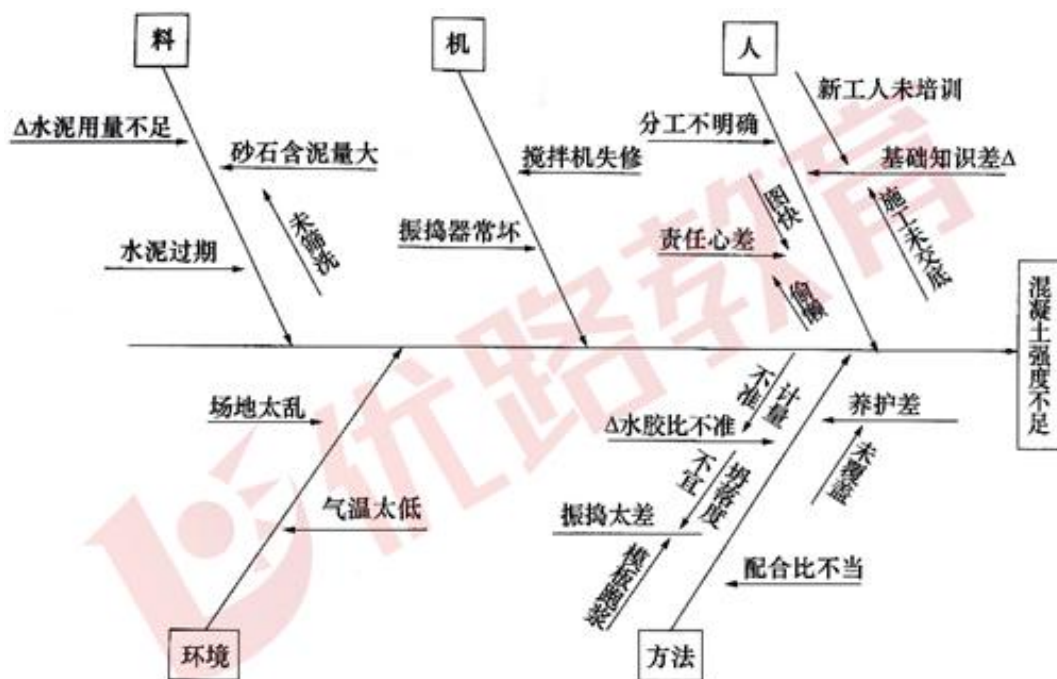 料
机
人
新工人未培训
Δ水泥用量不足
分工不明确
砂石含泥量大
搅拌机失修
基础知识差Δ
未筛洗
图快
施工未交底
水泥过期
振捣器常坏
责任心差
偷懒
混凝土强度不足
场地太乱
计量
不准
养护差
Δ水胶比不准
未覆盖
坍落度
不宜
气温太低
振捣太差
模板跑浆
配合比不当
环境
方法
优路教育